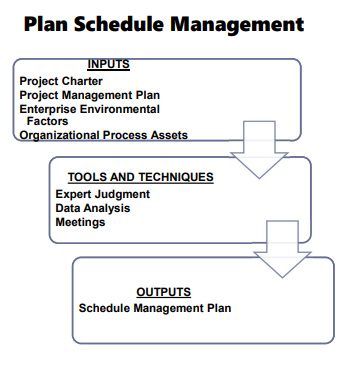 Plan Schedule Management
INPUTS
Project Charter
Project Management Plan
Enterprise Environmental
Factors
Organizational Process Assets
TOOLS AND TECHNIQUES
Expert Judgment
Data Analysis
Meetings
OUTPUTS
Schedule Management Plan